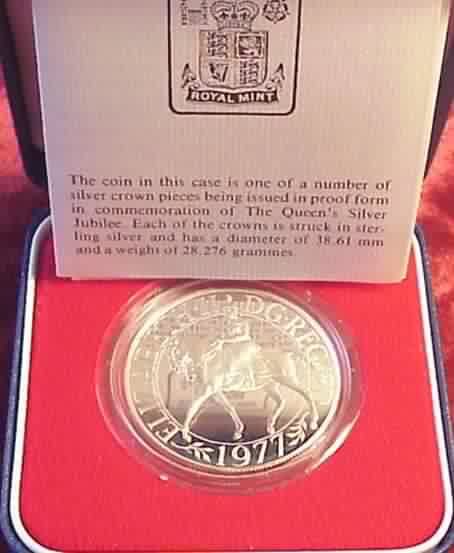 ROYAL MINT
The coin in this case is one of a number of
silver crown pieces being issued in proof form
in commemoration of The Queen's Silver
Jubilee. Each of the crowns is struck in ster-
ling silver and has a diameter of 38.61 mm
and a weight of 28.276 grammes.
D·G·REG
1977